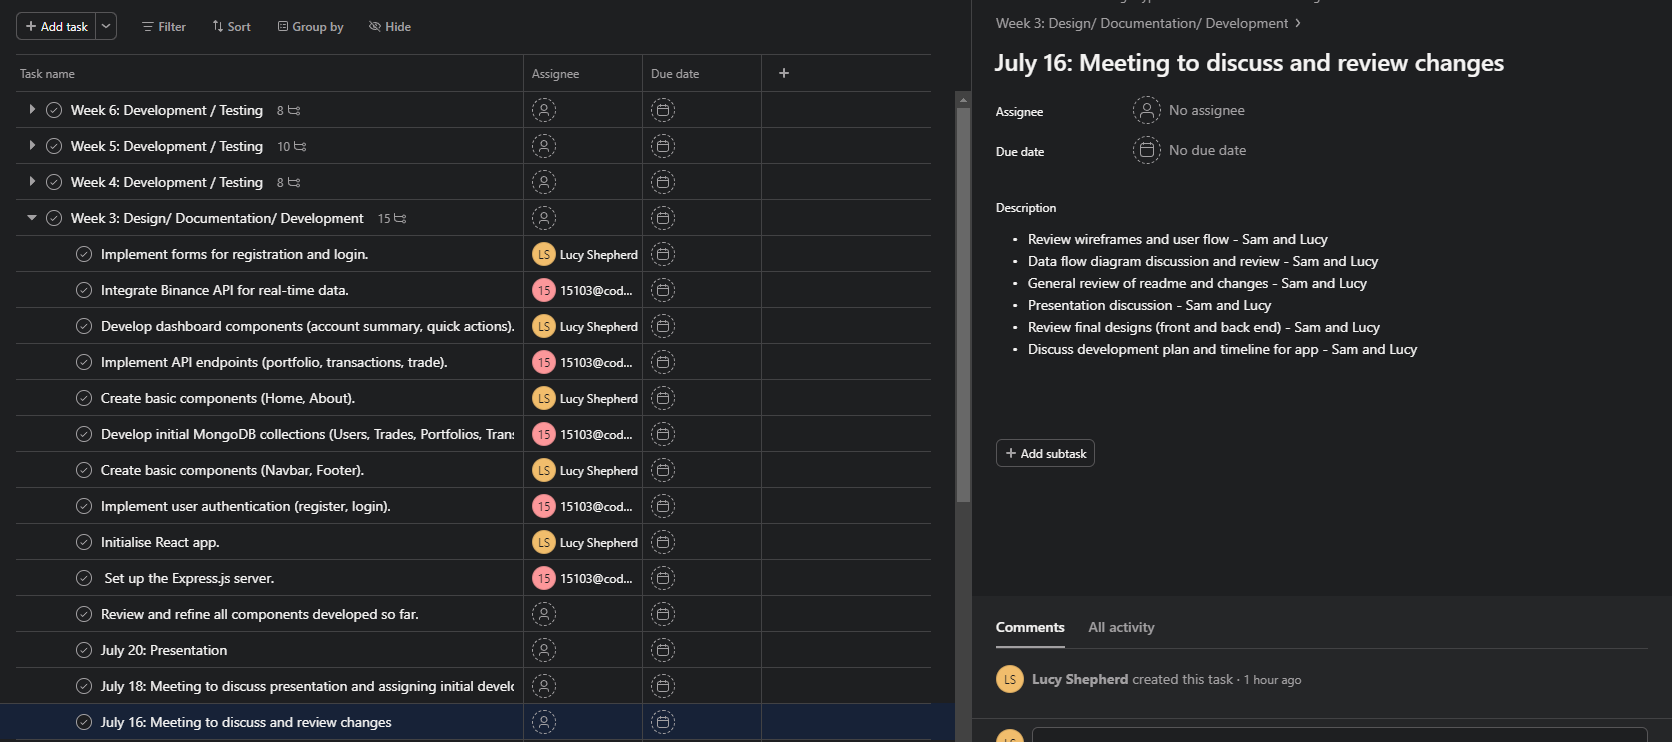 Add task
Filter
Sort
Group by
Hide
Task name
Assignee
Due date
Week 6: Development / Testing 8
Week 5: Development / Testing 10
Week 4: Development / Testing 8
Week 3: Design/ Documentation/ Development 15
Implement forms for registration and login. LS Lucy Shepherd
Integrate Binance API for real-time data. 15 15103@cod...
Develop dashboard components (account summary, quick actions). LS Lucy Shepherd
Implement API endpoints (portfolio, transactions, trade). 15 15103@cod...
Create basic components (Home, About). LS Lucy Shepherd
Develop initial MongoDB collections (Users, Trades, Portfolios, Tran 15 15103@cod...
Create basic components (Navbar, Footer). LS Lucy Shepherd
Implement user authentication (register, login). 15 15103@cod...
Initialise React app. LS Lucy Shepherd
Set up the Express.js server. 15 15103@cod...
Review and refine all components developed so far.
July 20: Presentation
July 18: Meeting to discuss presentation and assigning initial devel
July 16: Meeting to discuss and review changes
Week 3: Design/ Documentation/ Development
July 16: Meeting to discuss and review changes
Assignee No assignee
Due date No due date
Description
• Review wireframes and user flow - Sam and Lucy
• Data flow diagram discussion and review - Sam and Lucy
• General review of readme and changes - Sam and Lucy
• Presentation discussion - Sam and Lucy
• Review final designs (front and back end) - Sam and Lucy
• Discuss development plan and timeline for app - Sam and Lucy
Add subtask
Comments
All activity
LS Lucy Shepherd created this task · 1 hour ago
LS